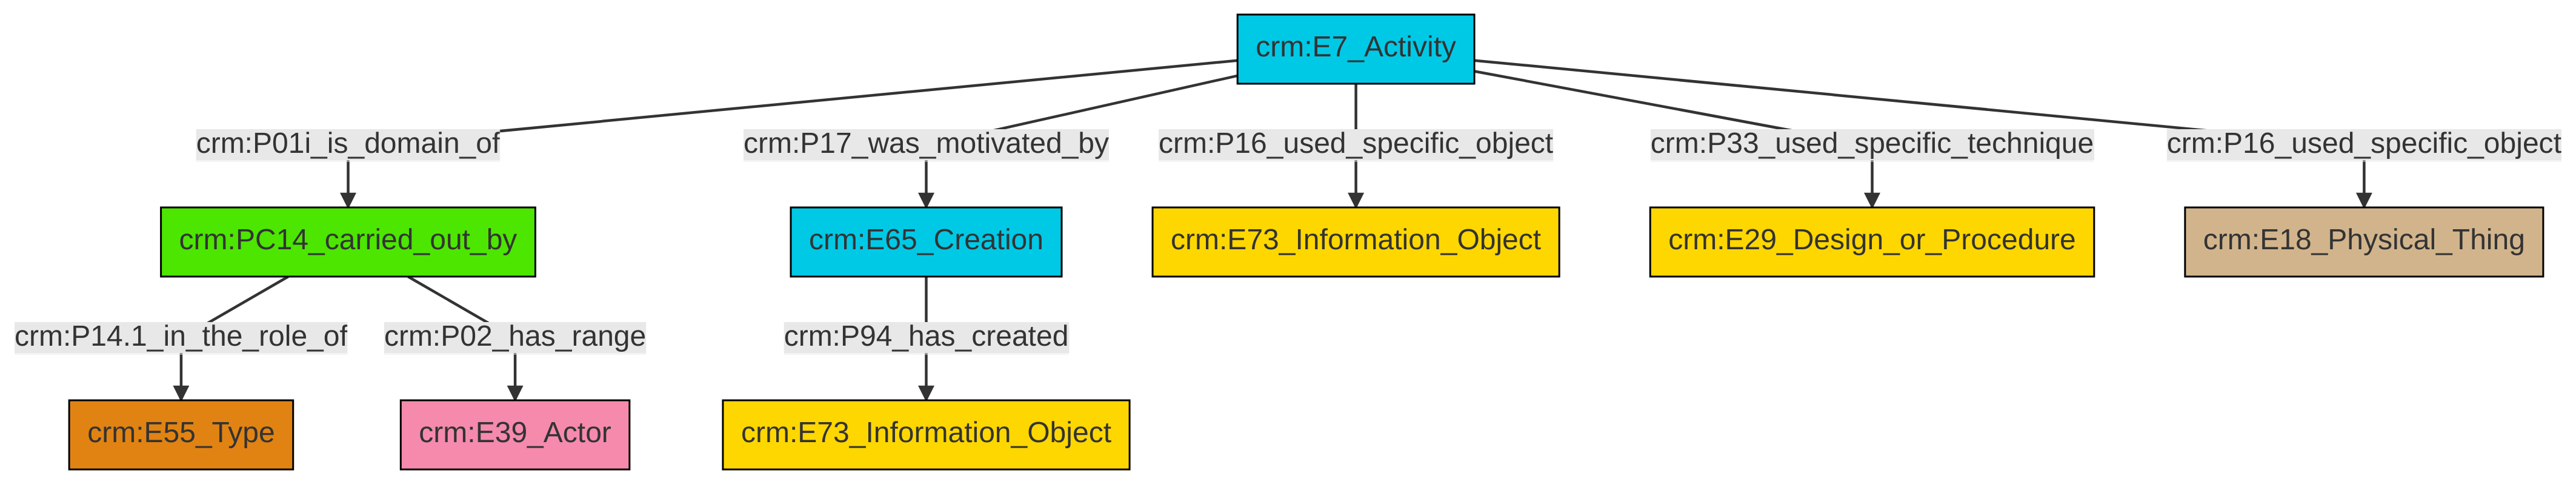 crm:E7_Activity
crm:P01i_is_domain_of
crm:P17_was_motivated_by
crm:P16_used_specific_object
crm:P33_used_specific_technique
crm:P16_used_specific_object
crm:PC14_carried_out_by
crm:E65_Creation
crm:E73_Information_Object
crm:E29_Design_or_Procedure
crm:E18_Physical_Thing
crm:P14.1_in_the_role_of
crm:P02_has_range
crm:P94_has_created
crm:E55_Type
crm:E39_Actor
crm:E73_Information_Object